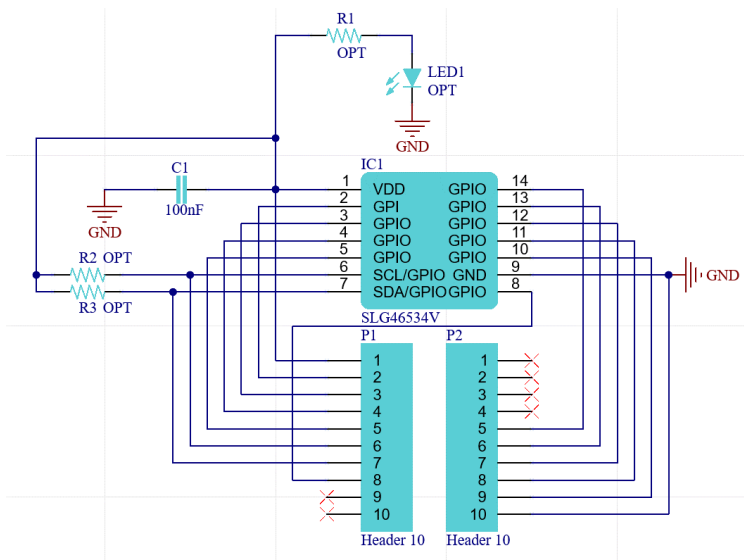 R1
OPT
LED1
OPT
GND
IC1
C1
100nF
GND
1 VDD GPIO 14
2 GPI GPIO 13
3 GPIO GPIO 12
4 GPIO GPIO 11
5 GPIO GPIO 10
6 SCL/GPIO GND 9
7 SDA/GPIO GPIO 8
GND
R2 OPT
R3 OPT
SLG46534V
P1 P2
1 1
2 2
3 3
4 4
5 5
6 6
7 7
8 8
9 9
10 10
Header 10 Header 10